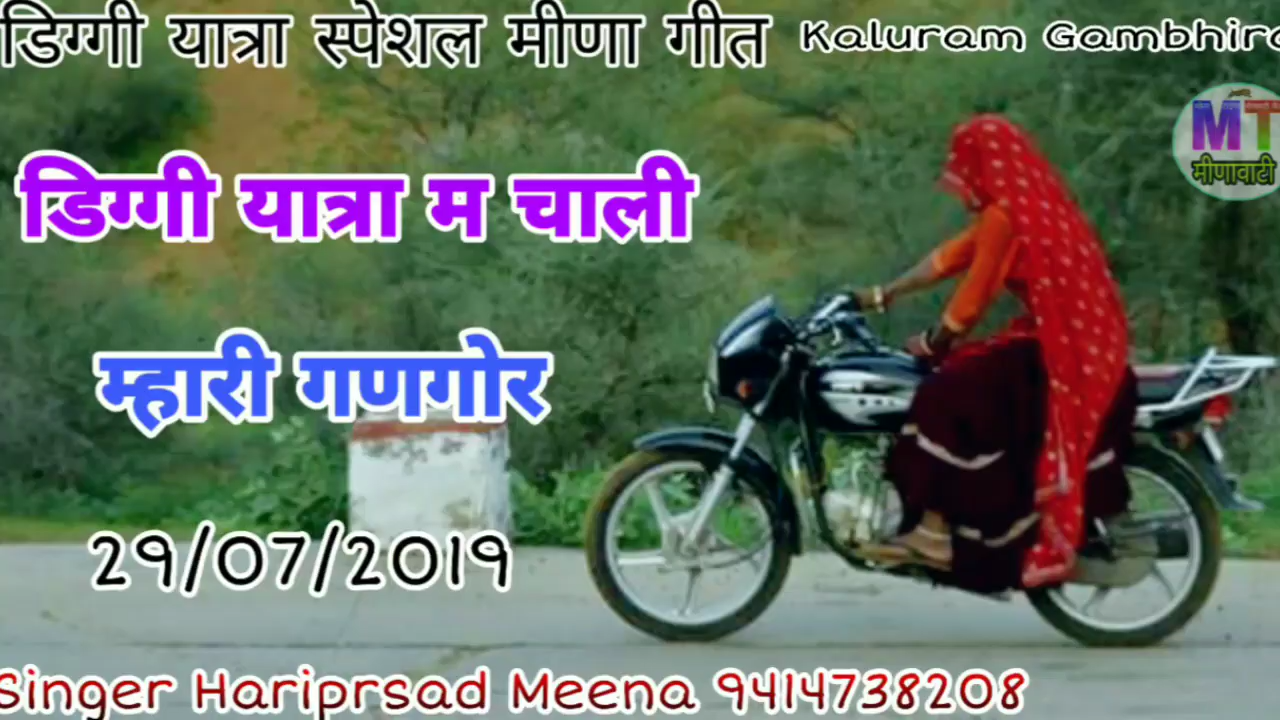 डिग्गी यात्रा स्पेशल मीणा गीत Kaluram Gambhira
MT
मीणावाटी
डिग्गी यात्रा म चाली
म्हारी गणगोर
29/07/2019
Singer Hariprsad Meena 9414738208